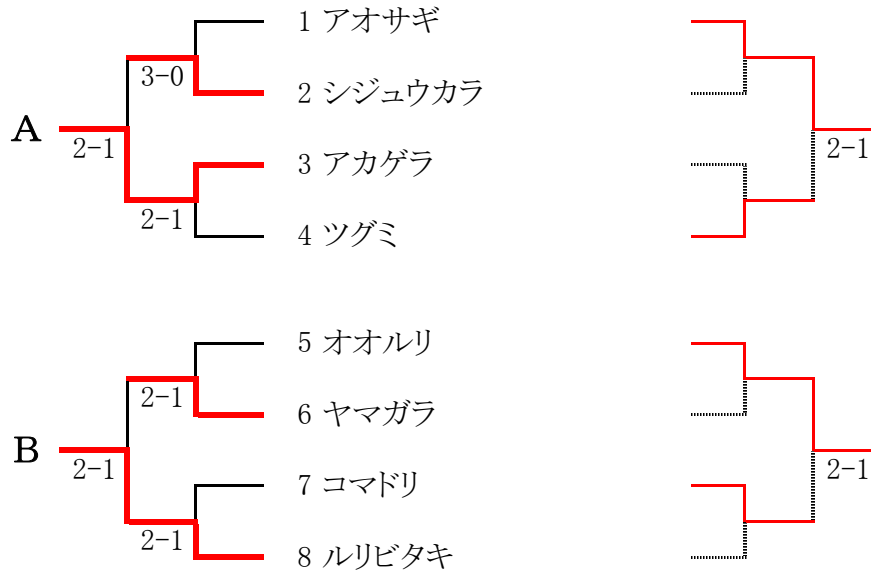 1 アオサギ
3-0
2 シジュウカラ
A
2-1
2-1
3 アカゲラ
2-1
4 ツグミ
5 オオルリ
2-1
6 ヤマガラ
B
2-1
2-1
7 コマドリ
2-1
8 ルリビタキ